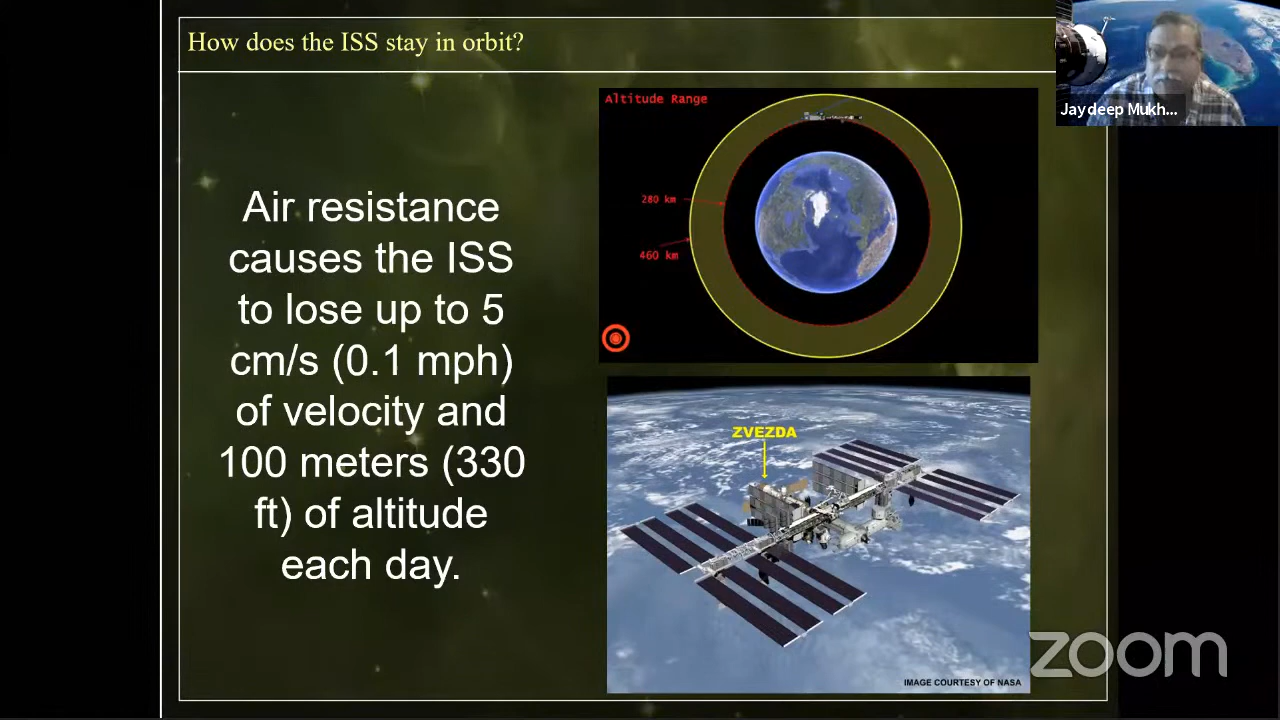 How does the ISS stay in orbit?
Jaydeep Mukh...
Altitude Range
280 km
460 km
Air resistance
causes the ISS
to lose up to 5
cm/s (0.1 mph)
of velocity and
100 meters (330
ft) of altitude
each day.
ZVEZDA
IMAGE COURTESY OF NASA
zoom